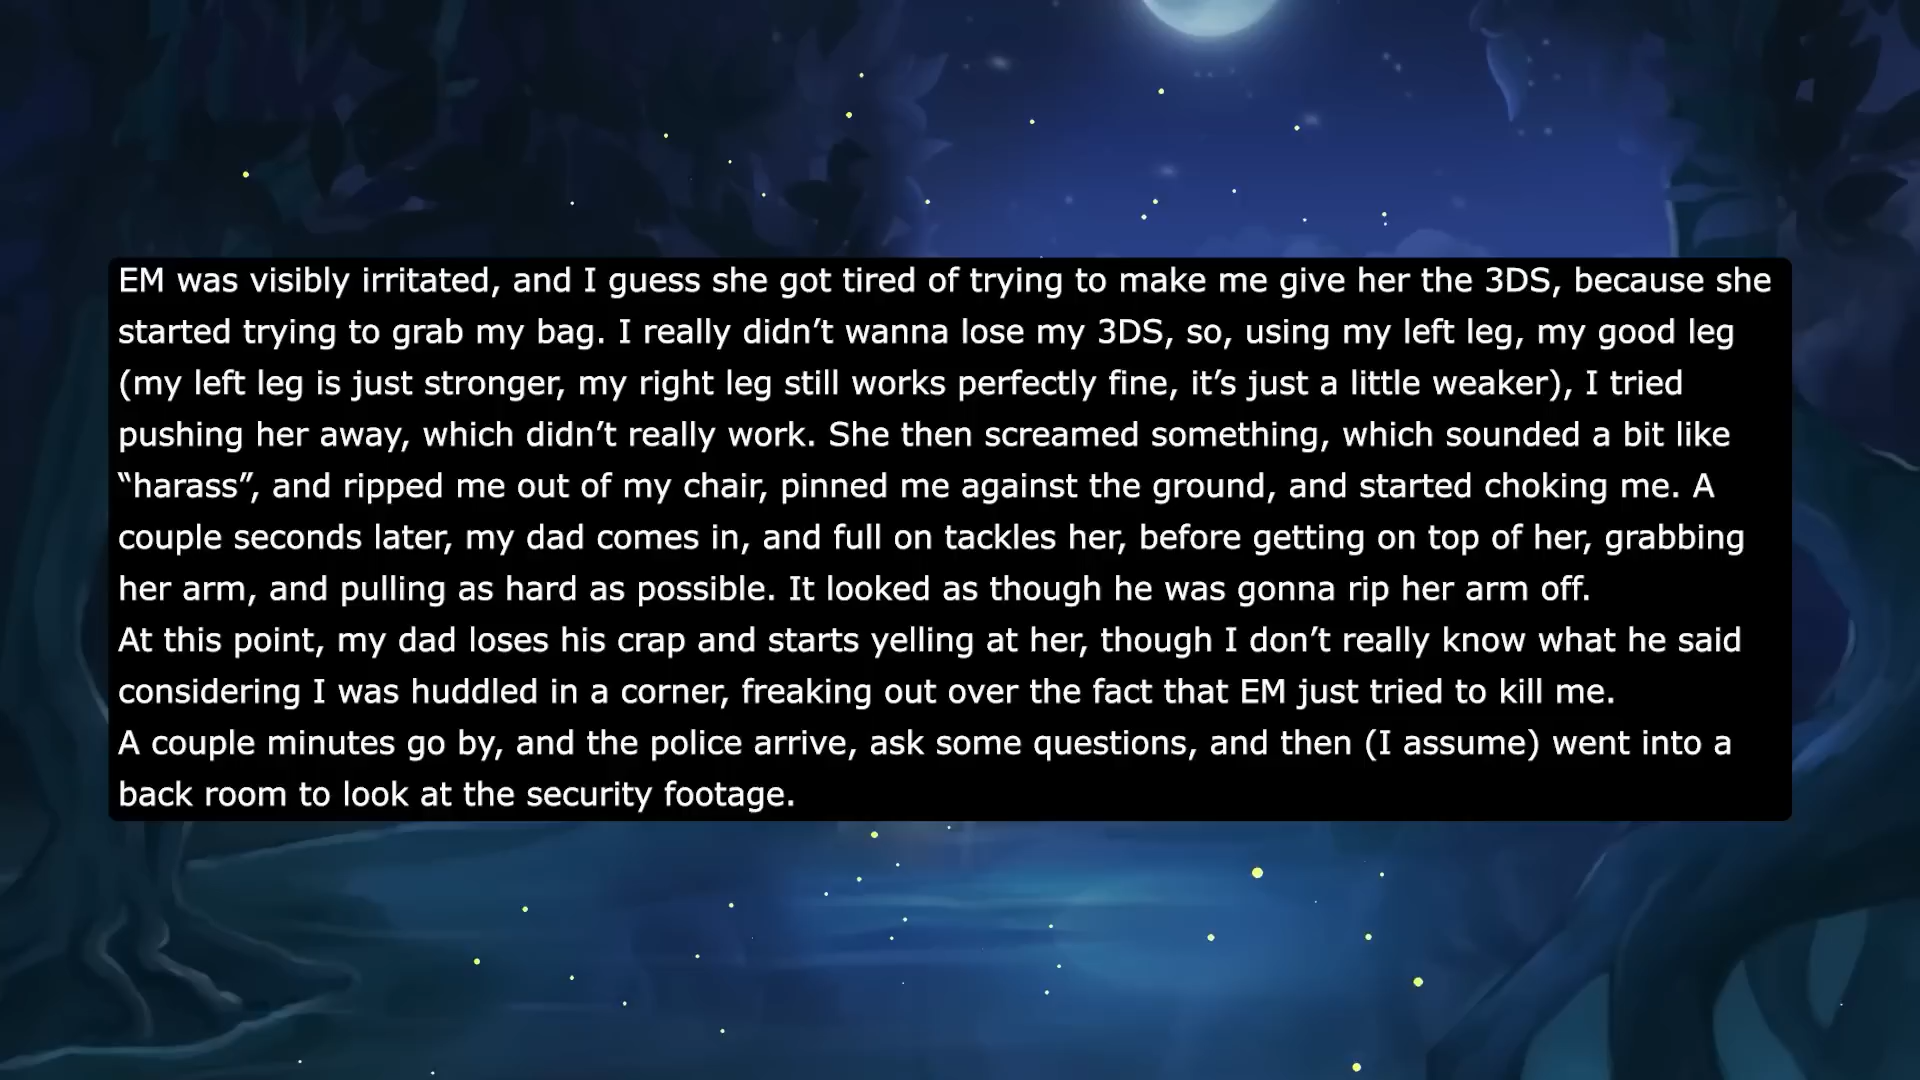 EM was visibly irritated, and I guess she got tired of trying to make me give her the 3DS, because she
started trying to grab my bag. I really didn’t wanna lose my 3DS, so, using my left leg, my good leg
(my left leg is just stronger, my right leg still works perfectly fine, it’s just a little weaker), I tried
pushing her away, which didn’t really work. She then screamed something, which sounded a bit like
“harass”, and ripped me out of my chair, pinned me against the ground, and started choking me. A
couple seconds later, my dad comes in, and full on tackles her, before getting on top of her, grabbing
her arm, and pulling as hard as possible. It looked as though he was gonna rip her arm off.
At this point, my dad loses his crap and starts yelling at her, though I don’t really know what he said
considering I was huddled in a corner, freaking out over the fact that EM just tried to kill me.
A couple minutes go by, and the police arrive, ask some questions, and then (I assume) went into a
back room to look at the security footage.